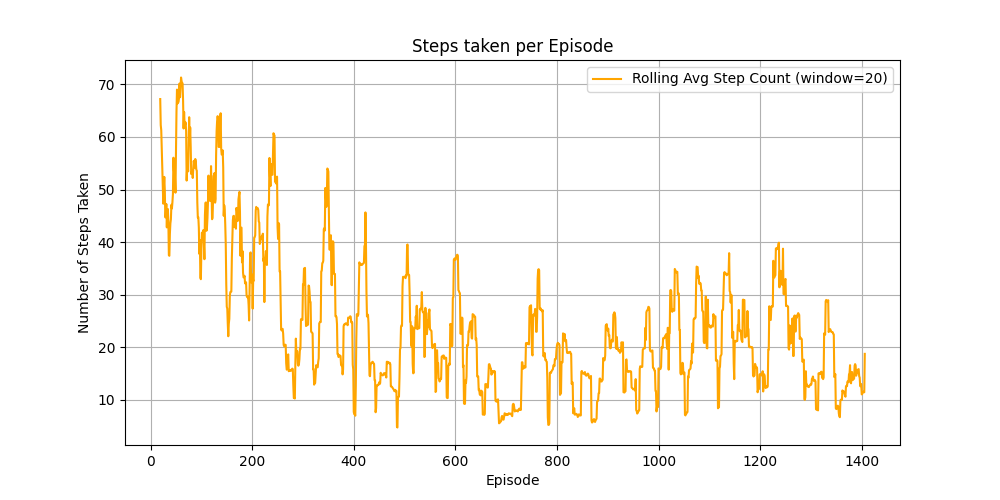 Steps taken per Episode
Rolling Avg Step Count (window=20)
Number of Steps Taken
70
60
50
40
30
20
10
0 200 400 600 800 1000 1200 1400
Episode